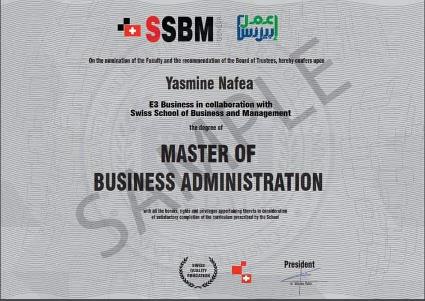 SSBM GENEVA اعمل بيزنس
On the nomination of the Faculty and the recommendation of the Board of Trustees, hereby confers upon
Yasmine Nafea
E3 Business in collaboration with
Swiss School of Business and Management
the degree of
MASTER OF
BUSINESS ADMINISTRATION
with all the honors, rights and privileges appertaining thereto in consideration
of satisfactory completion of the curriculum prescribed by the School
SAMPLE
SWISS
QUALITY
EDUCATION
President